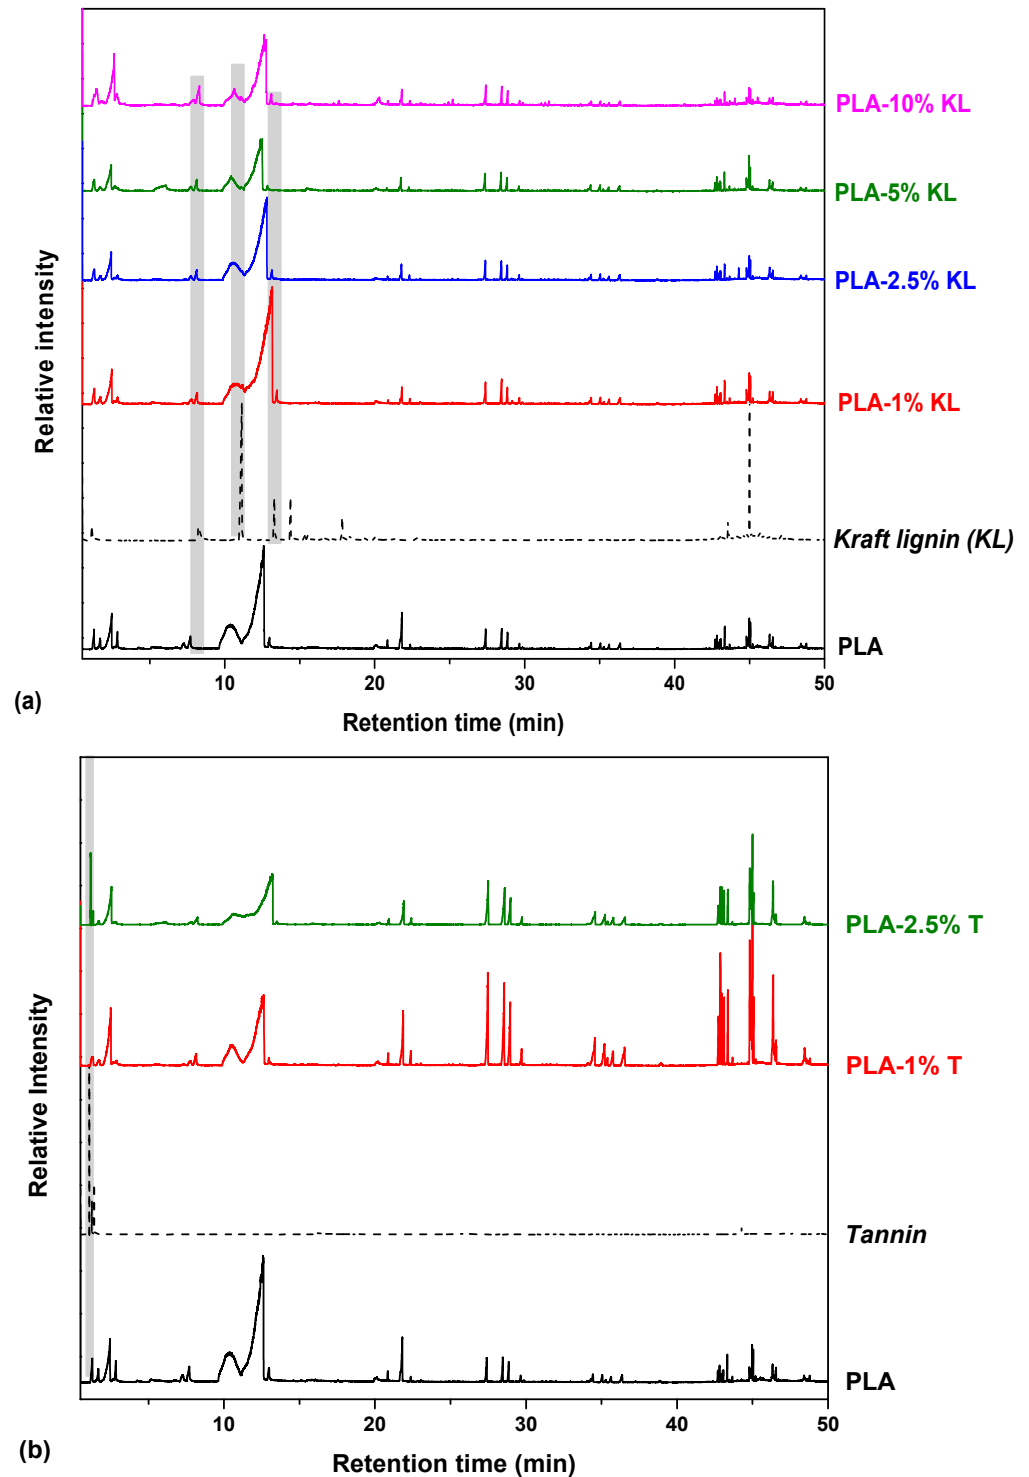 PLA-10% KL
PLA-5% KL
PLA-2.5% KL
PLA-1% KL
Kraft lignin (KL)
PLA
Relative intensity
10 20 30 40 50
(a)
Retention time (min)
PLA-2.5% T
PLA-1% T
Tannin
PLA
Relative Intensity
10 20 30 40 50
(b)
Retention time (min)